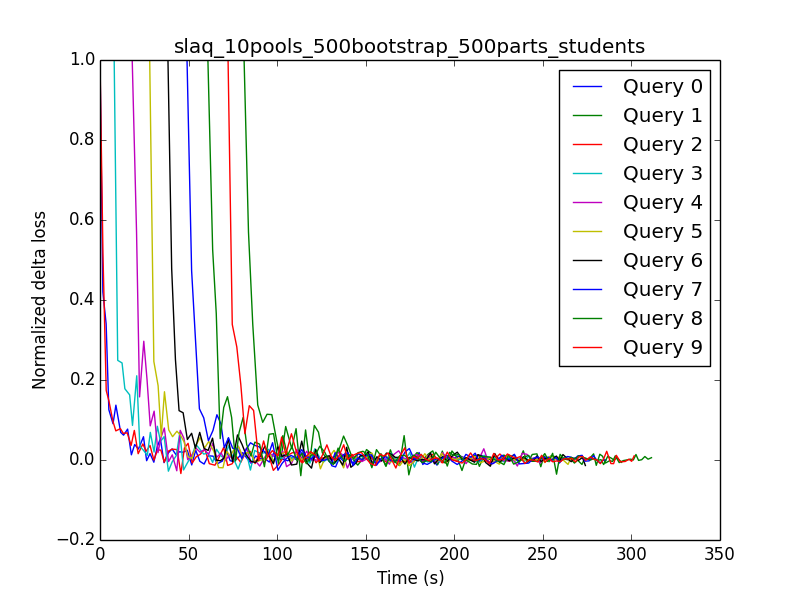 slaq_10pools_500bootstrap_500parts_students
1.0
0.8
0.6
0.4
0.2
0.0
−0.2
Normalized delta loss
Query 0
Query 1
Query 2
Query 3
Query 4
Query 5
Query 6
Query 7
Query 8
Query 9
0 50 100 150 200 250 300 350
Time (s)